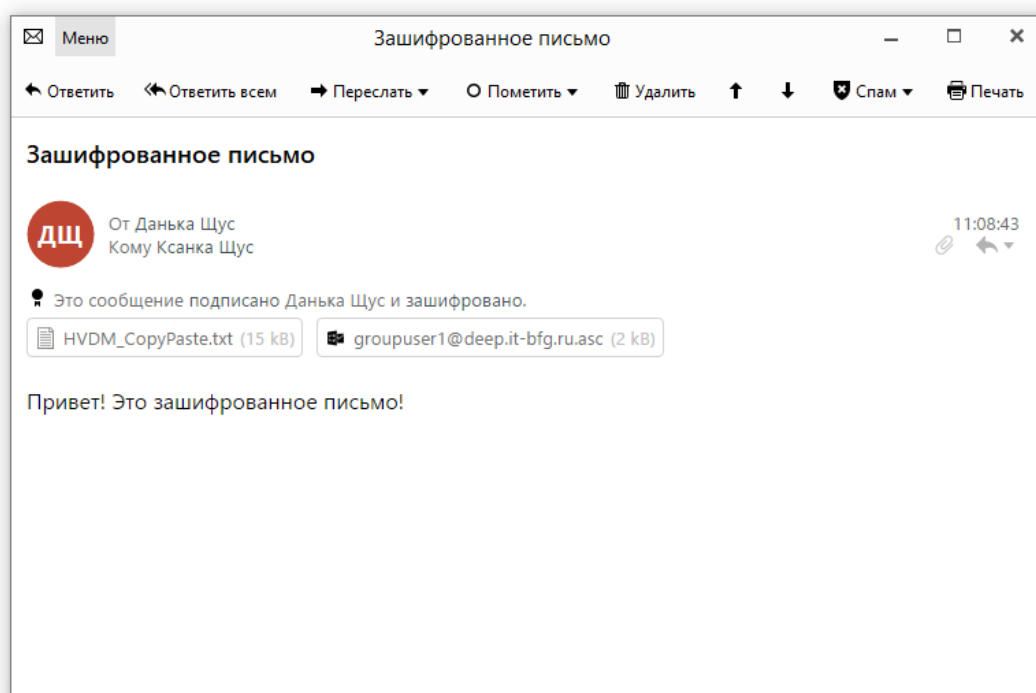 Меню Зашифрованное письмо
Ответить Ответить всем Переслать Пометить Удалить Спам Печать
Зашифрованное письмо
ДЩ
От Данька Щус 11:08:43
Кому Ксанка Щус
Это сообщение подписано Данька Щус и зашифровано.
HVDM_CopyPaste.txt (15 kB) groupuser1@deep.it-bfg.ru.asc (2 kB)
Привет! Это зашифрованное письмо!